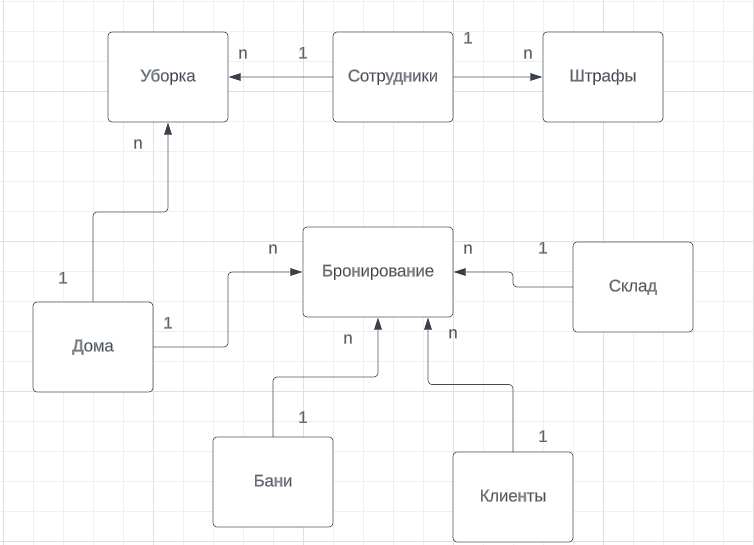 Уборка
n
1
Сотрудники
1
n
Штрафы
n
1
Дома
1
n
Бронирование
n
1
Склад
n
n
1
Бани
1
Клиенты